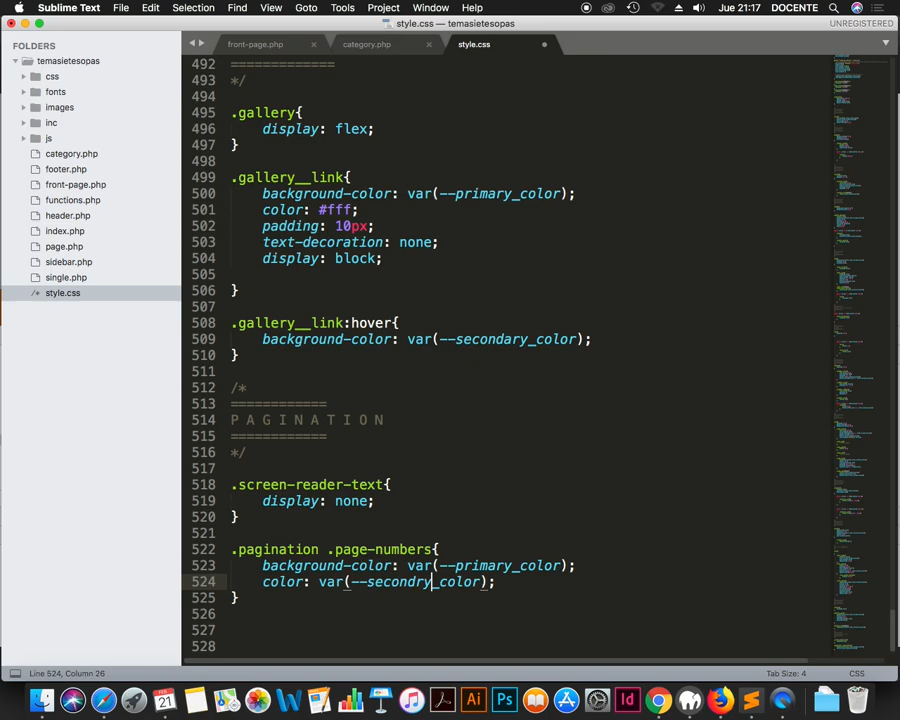 Sublime Text File Edit Selection Find View Goto Tools Project Window Help Jue 21:17 DOCENTE
style.css — temasietesopas UNREGISTERED
FOLDERS
temasietesopas
css
fonts
images
inc
js
category.php
footer.php
front-page.php
functions.php
header.php
index.php
page.php
sidebar.php
single.php
/* style.css
front-page.php × category.php × style.css
492 =============
493 */
494
495 .gallery{
496 display: flex;
497 }
498
499 .gallery__link{
500 background-color: var(--primary_color);
501 color: #fff;
502 padding: 10px;
503 text-decoration: none;
504 display: block;
505
506 }
507
508 .gallery__link:hover{
509 background-color: var(--secondary_color);
510 }
511
512 /*
513 ============
514 P A G I N A T I O N
515 ============
516 */
517
518 .screen-reader-text{
519 display: none;
520 }
521
522 .pagination .page-numbers{
523 background-color: var(--primary_color);
524 color: var(--secondry_color);
525 }
526
527
528
Line 524, Column 26 Tab Size: 4 CSS
FEB
21
Ai Ps Id